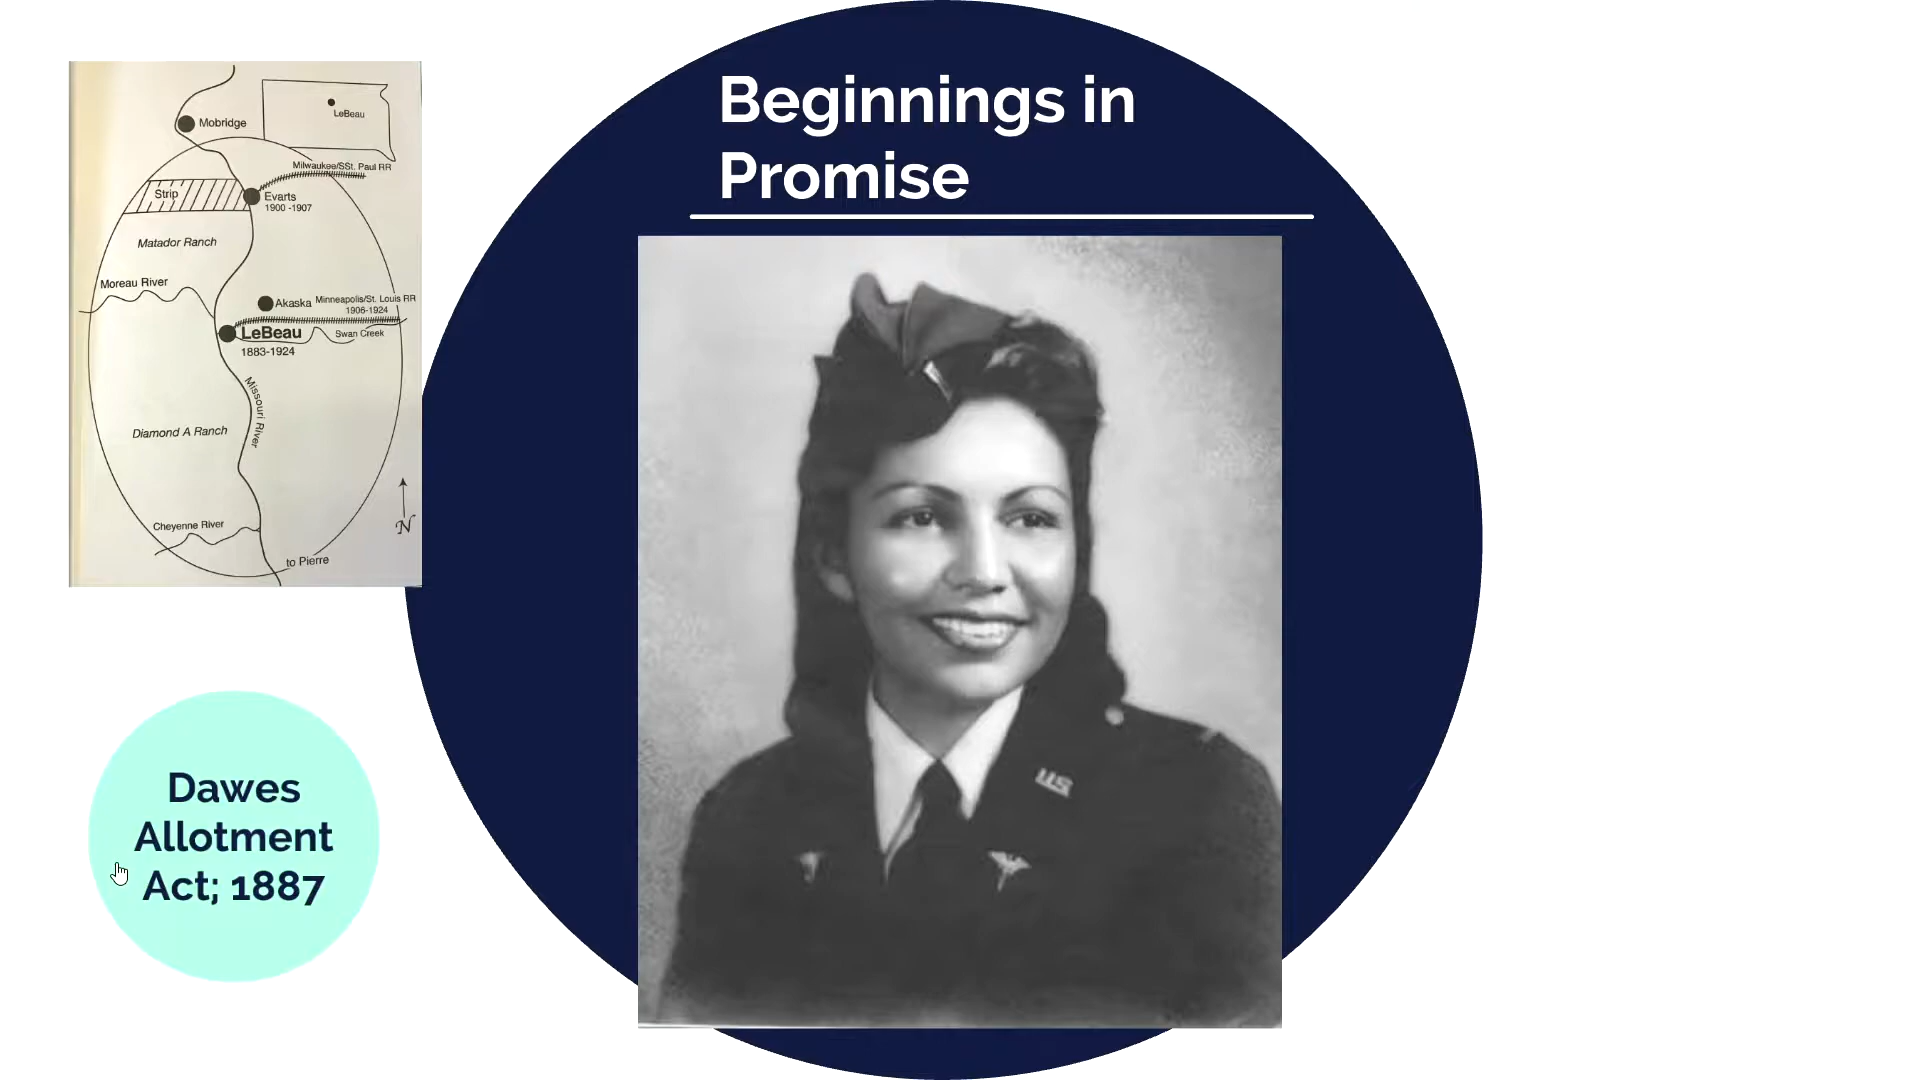 Beginnings in
Promise
LeBeau
Mobridge
Milwaukee/SSt. Paul RR
Strip
Evarts
1900 -1907
Matador Ranch
Moreau River
Akaska
Minneapolis/St. Louis RR
1906-1924
LeBeau
Swan Creek
1883-1924
Missouri River
Diamond A Ranch
Cheyenne River
N
to Pierre
US
Dawes
Allotment
Act; 1887